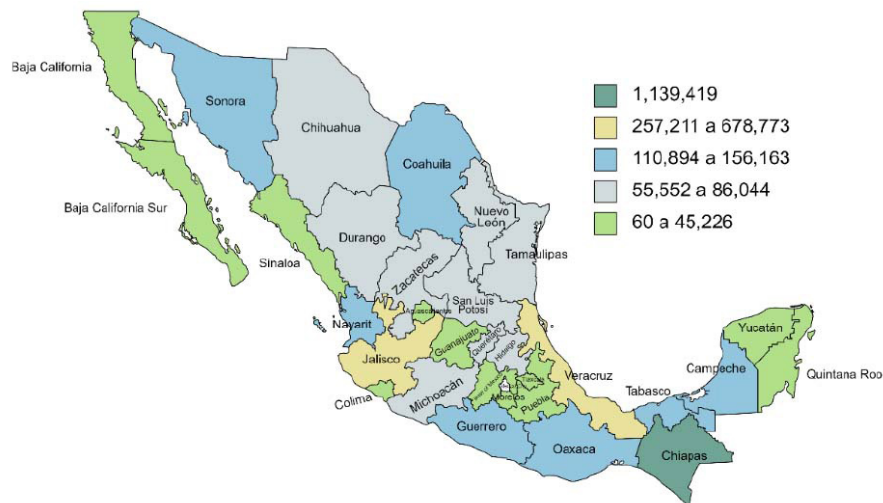 Baja California
Sonora
Chihuahua
Coahuila
Baja California Sur
Sinaloa
Durango
Nuevo
León
Tamaulipas
Zacatecas
San Luis
Potosí
Nayarit
Aguascalientes
Jalisco
Guanajuato
Querétaro
Hidalgo
Colima
Michoacán
Morelos
Tlaxcala
Puebla
Veracruz
Guerrero
Oaxaca
Tabasco
Chiapas
Campeche
Yucatán
Quintana Roo
1,139,419
257,211 a 678,773
110,894 a 156,163
55,552 a 86,044
60 a 45,226